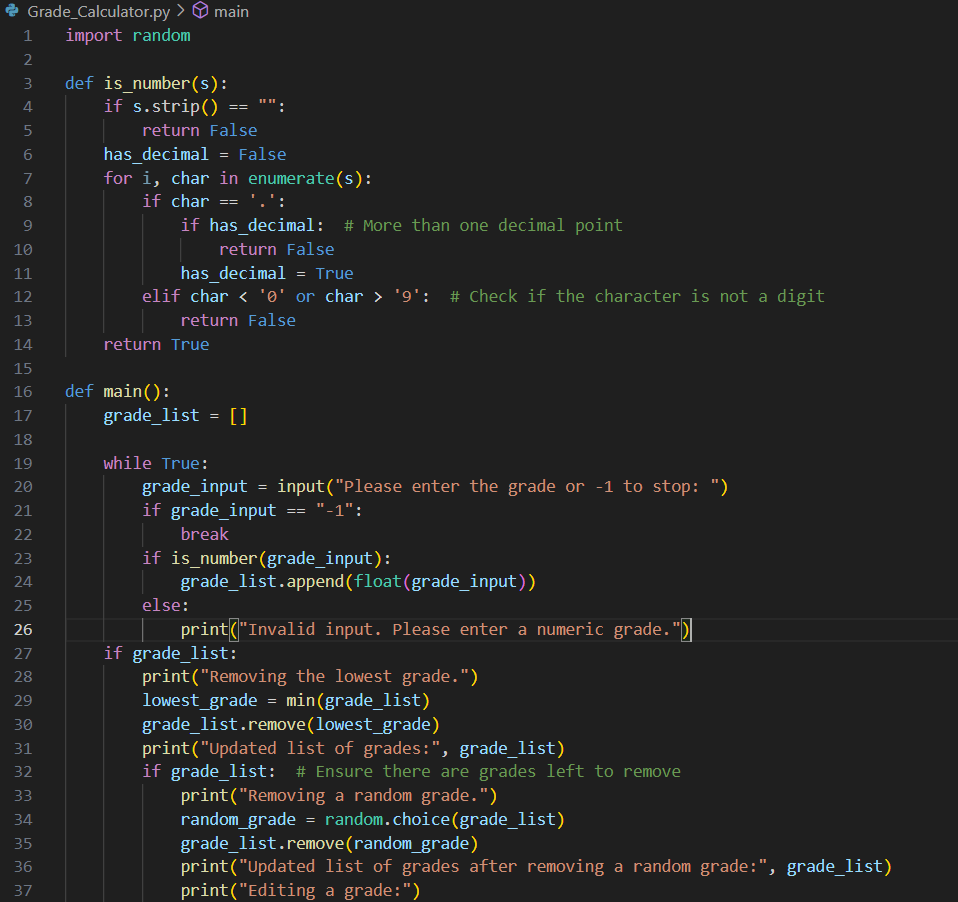 Grade_Calculator.py > main
1 import random
2
3 def is_number(s):
4     if s.strip() == "":
5         return False
6     has_decimal = False
7     for i, char in enumerate(s):
8         if char == '.':
9             if has_decimal:  # More than one decimal point
10                 return False
11             has_decimal = True
12         elif char < '0' or char > '9':  # Check if the character is not a digit
13             return False
14     return True
15
16 def main():
17     grade_list = []
18
19     while True:
20         grade_input = input("Please enter the grade or -1 to stop: ")
21         if grade_input == "-1":
22             break
23         if is_number(grade_input):
24             grade_list.append(float(grade_input))
25         else:
26             print("Invalid input. Please enter a numeric grade.")
27     if grade_list:
28         print("Removing the lowest grade.")
29         lowest_grade = min(grade_list)
30         grade_list.remove(lowest_grade)
31         print("Updated list of grades:", grade_list)
32         if grade_list:  # Ensure there are grades left to remove
33             print("Removing a random grade.")
34             random_grade = random.choice(grade_list)
35             grade_list.remove(random_grade)
36             print("Updated list of grades after removing a random grade:", grade_list)
37             print("Editing a grade:")